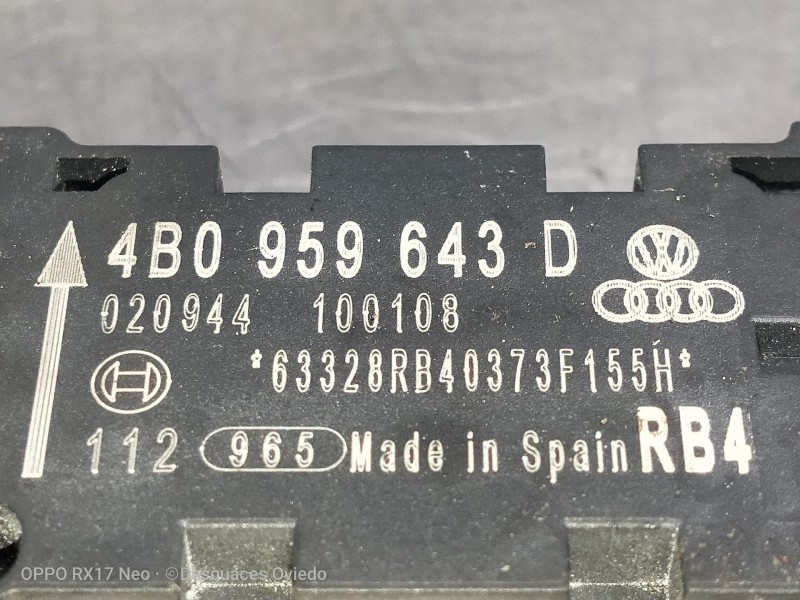 4B0 959 643 D
020944 100108
*63328RB40373F155H*
112 965 Made in Spain RB4
OPPO RX17 Neo · ©Desguaces Oviedo